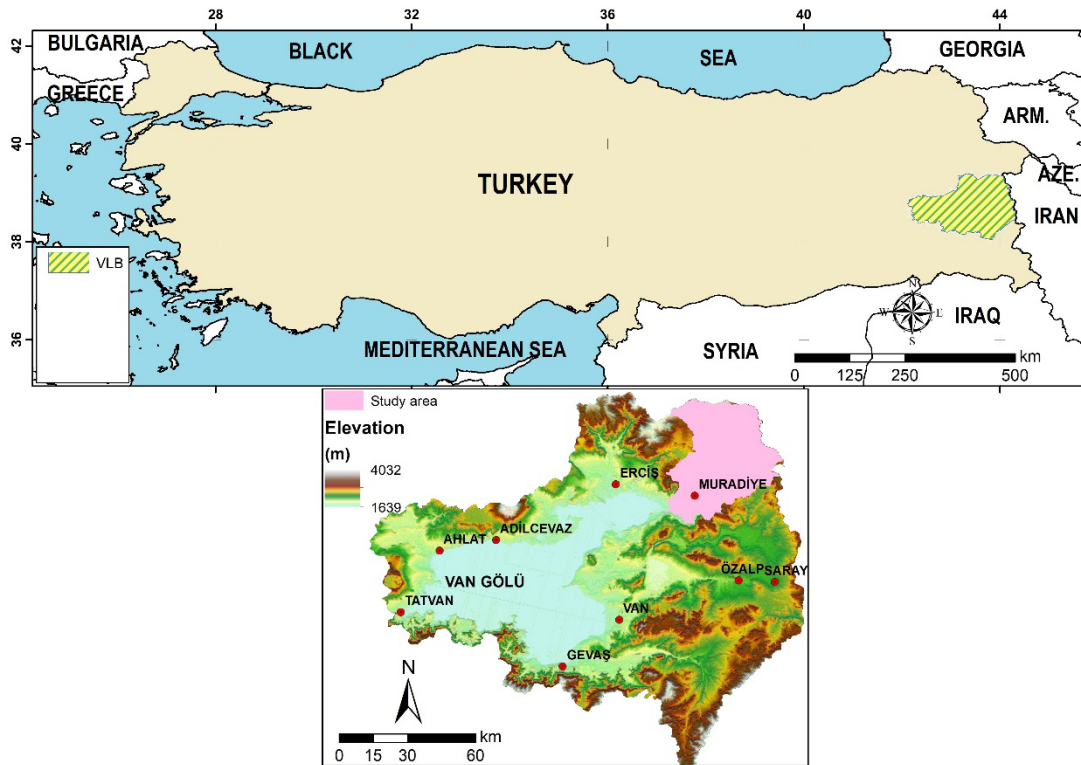 28 32 36 40 44
42 40 38 36
BULGARIA
BLACK SEA
GEORGIA
GREECE
ARM.
TURKEY
AZE.
IRAN
VLB
N
W E
S
IRAQ
MEDITERRANEAN SEA
SYRIA
km
0 125 250 500
Study area
Elevation
(m)
4032
1639
ERCİŞ
MURADİYE
ADİLCEVAZ
AHLAT
VAN GÖLÜ
ÖZALP SARAY
TATVAN
VAN
GEVAŞ
N
km
0 15 30 60